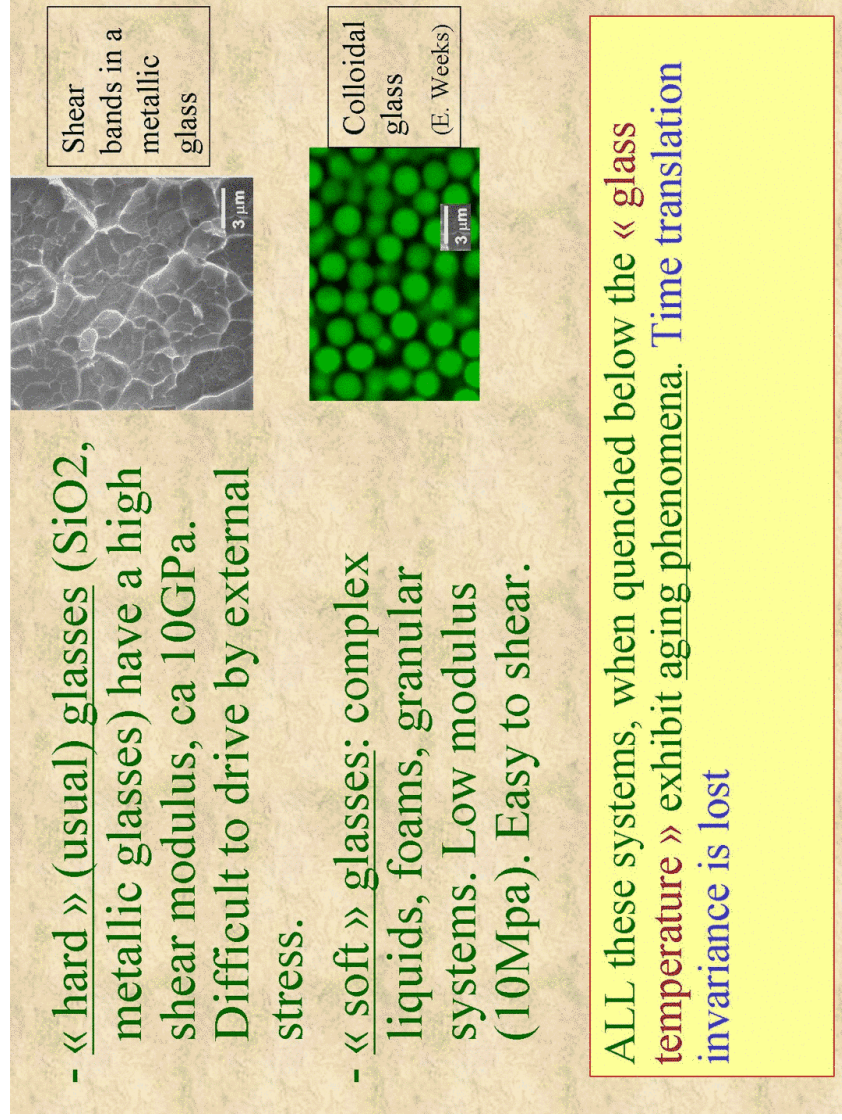 - « hard » (usual) glasses (SiO2,
metallic glasses) have a high
shear modulus, ca 10GPa.
Difficult to drive by external
stress.
Shear
bands in a
metallic
glass
3 µm
- « soft » glasses: complex
liquids, foams, granular
systems. Low modulus
(10Mpa). Easy to shear.
Colloidal
glass
(E. Weeks)
3 µm
ALL these systems, when quenched below the « glass
temperature » exhibit aging phenomena. Time translation
invariance is lost